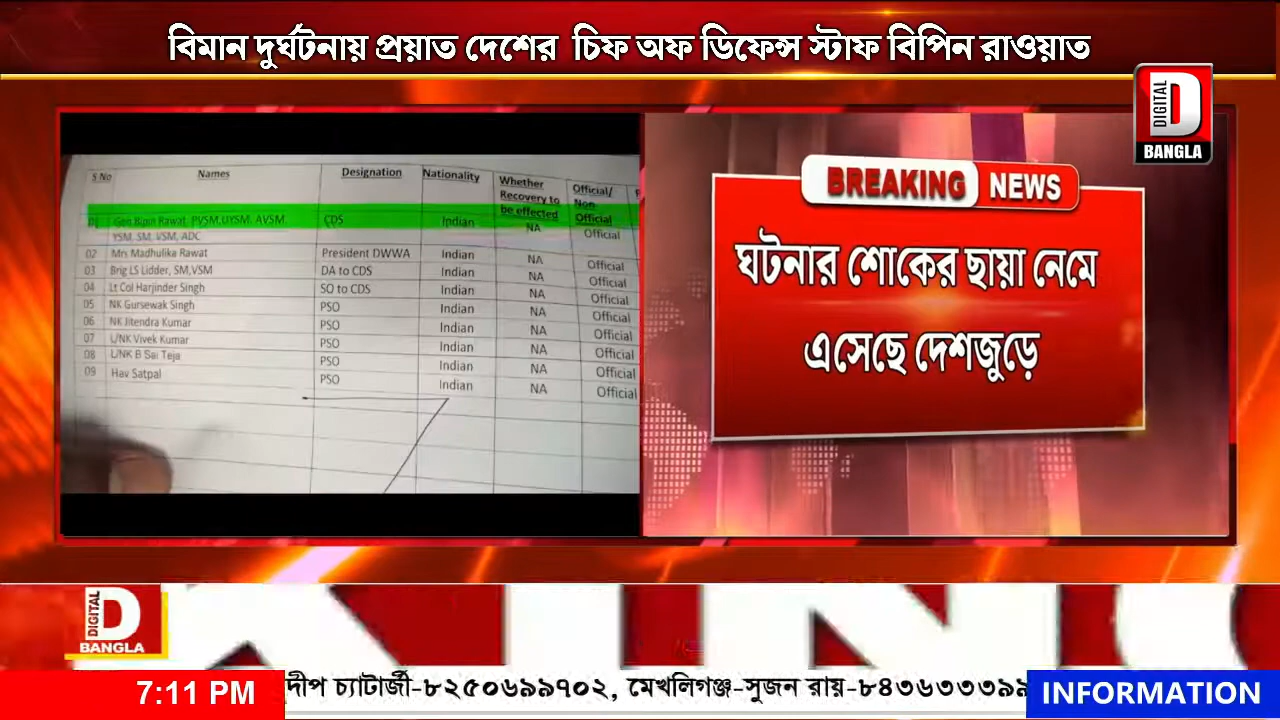 বিমান দুর্ঘটনায় প্রয়াত দেশের চিফ অফ ডিফেন্স স্টাফ বিপিন রাওয়াত
DIGITAL
D
BANGLA
S No Names Designation Nationality Whether Recovery to be effected Official/ Non Official
01 Gen Bipin Rawat, PVSM, UYSM, AVSM, YSM, SM, VSM, ADC CDS Indian NA Official
02 Mrs Madhulika Rawat President DWWA Indian NA Official
03 Brig LS Lidder, SM,VSM DA to CDS Indian NA Official
04 Lt Col Harjinder Singh SO to CDS Indian NA Official
05 NK Gursewak Singh PSO Indian NA Official
06 NK Jitendra Kumar PSO Indian NA Official
07 L/NK Vivek Kumar PSO Indian NA Official
08 L/NK B Sai Teja PSO Indian NA Official
09 Hav Satpal PSO Indian NA Official
BREAKING NEWS
ঘটনার শোকের ছায়া নেমে
এসেছে দেশজুড়ে
DIGITAL
D
BANGLA
7:11 PM
দীপ চ্যাটার্জী-৮২৫০৬৯৯৭০২, মেখলিগঞ্জ-সুজন রায়-৮৪৩৬৩৩৩৯৯
INFORMATION